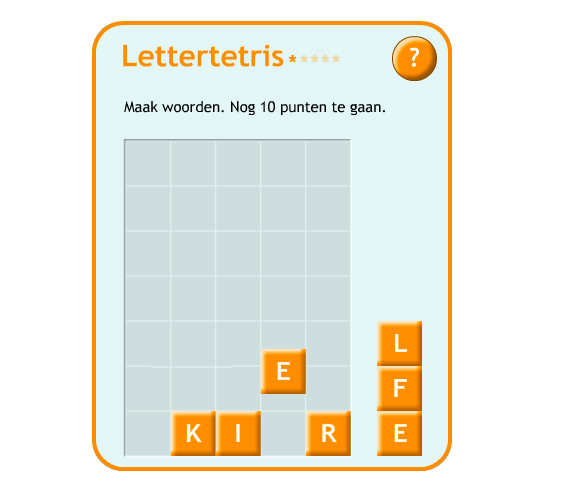 Lettertetris*****
?
Maak woorden. Nog 10 punten te gaan.
L
E
F
K I R E